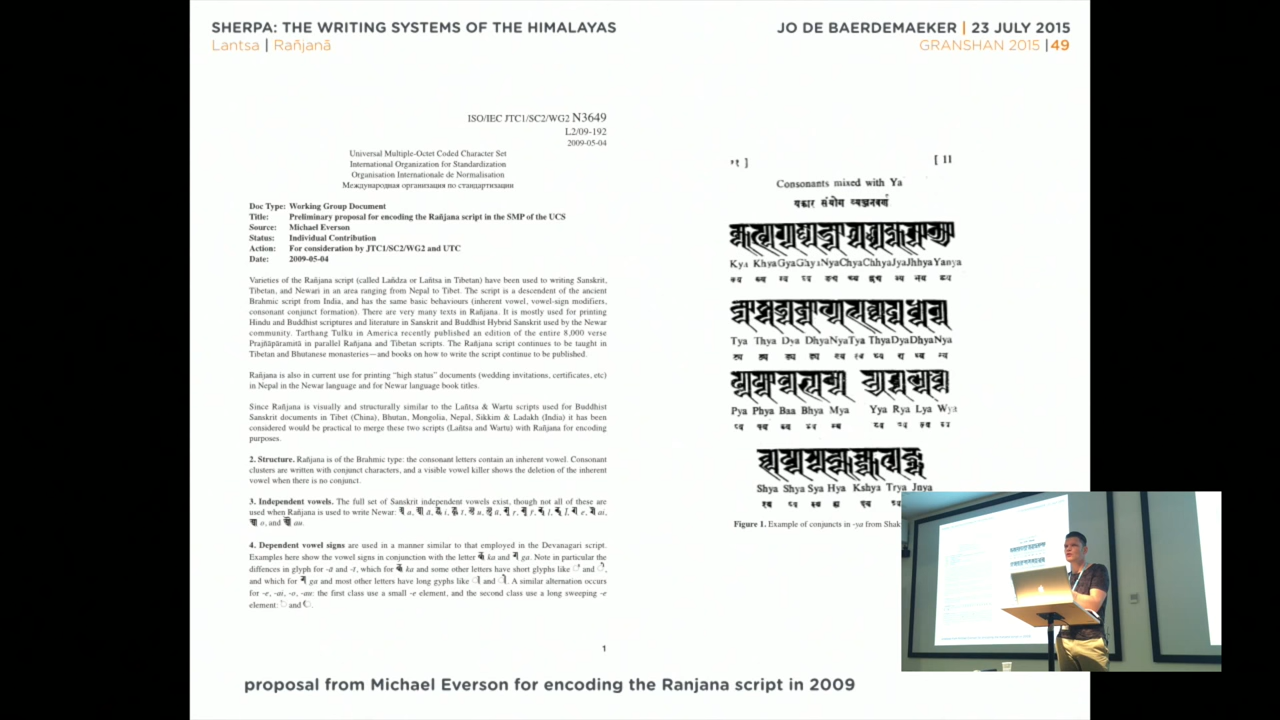 SHERPA: THE WRITING SYSTEMS OF THE HIMALAYAS
Lantsa | Rañjanā
JO DE BAERDEMAEKER | 23 JULY 2015
GRANSHAN 2015 | 49
ISO/IEC JTC1/SC2/WG2 N3649
L2/09-192
2009-05-04
Universal Multiple-Octet Coded Character Set
International Organization for Standardization
Organisation Internationale de Normalisation
Международная организация по стандартизации
Doc Type: Working Group Document
Title: Preliminary proposal for encoding the Rañjana script in the SMP of the UCS
Source: Michael Everson
Status: Individual Contribution
Action: For consideration by JTC1/SC2/WG2 and UTC
Date: 2009-05-04
Varieties of the Rañjana script (called Lañdza or Lañtsa in Tibetan) have been used to writing Sanskrit,
Tibetan, and Newari in an area ranging from Nepal to Tibet. The script is a descendent of the ancient
Brahmic script from India, and has the same basic behaviours (inherent vowel, vowel-sign modifiers,
consonant conjunct formation). There are very many texts in Rañjana. It is mostly used for printing
Hindu and Buddhist scriptures and literature in Sanskrit and Buddhist Hybrid Sanskrit used by the Newar
community. Tarthang Tulku in America recently published an edition of the entire 8,000 verse
Prajñāpāramitā in parallel Rañjana and Tibetan scripts. The Rañjana script continues to be taught in
Tibetan and Bhutanese monasteries—and books on how to write the script continue to be published.
Rañjana is also in current use for printing “high status” documents (wedding invitations, certificates, etc)
in Nepal in the Newar language and for Newar language book titles.
Since Rañjana is visually and structurally similar to the Lañtsa & Wartu scripts used for Buddhist
Sanskrit documents in Tibet (China), Bhutan, Mongolia, Nepal, Sikkim & Ladakh (India) it has been
considered would be practical to merge these two scripts (Lañtsa and Wartu) with Rañjana for encoding
purposes.
2. Structure. Rañjana is of the Brahmic type: the consonant letters contain an inherent vowel. Consonant
clusters are written with conjunct characters, and a visible vowel killer shows the deletion of the inherent
vowel when there is no conjunct.
3. Independent vowels. The full set of Sanskrit independent vowels exist, though not all of these are
used when Rañjana is used to write Newar: a, ā, i, ī, u, ū, r̥, r̥̄, l̥, l̥̄, e, ai,
o, and au.
4. Dependent vowel signs are used in a manner similar to that employed in the Devanagari script.
Examples here show the vowel signs in conjunction with the letter ka and ga. Note in particular the
diffences in glyph for -ā and -ī, which for ka and some other letters have short glyphs like and
and which for ga and most other letters have long gyphs like and . A similar alternation occurs
for -e, -ai, -o, -au: the first class use a small -e element, and the second class use a long sweeping -e
element: and .
1
११ ]
[ 11
Consonants mixed with Ya
यकार संयोग व्यञ्जनवर्ण
Kya Khya Gya Nya Chya Chhya Jya Jhya Yanya
Tya Thya Dya Dhya Nya Tya Thya Dya Dhya Nya
Pya Phya Baa Bhya Mya Yya Rya Lya Wya
Shya Shya Sya Hya Kshya Trya Jnya
Figure 1. Example of conjuncts in -ya from Shak
proposal from Michael Everson for encoding the Ranjana script in 2009